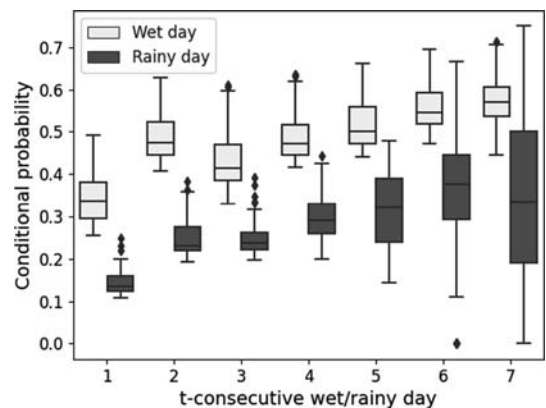 Wet day
Rainy day
Conditional probability
0.7
0.6
0.5
0.4
0.3
0.2
0.1
0.0
1 2 3 4 5 6 7
t-consecutive wet/rainy day